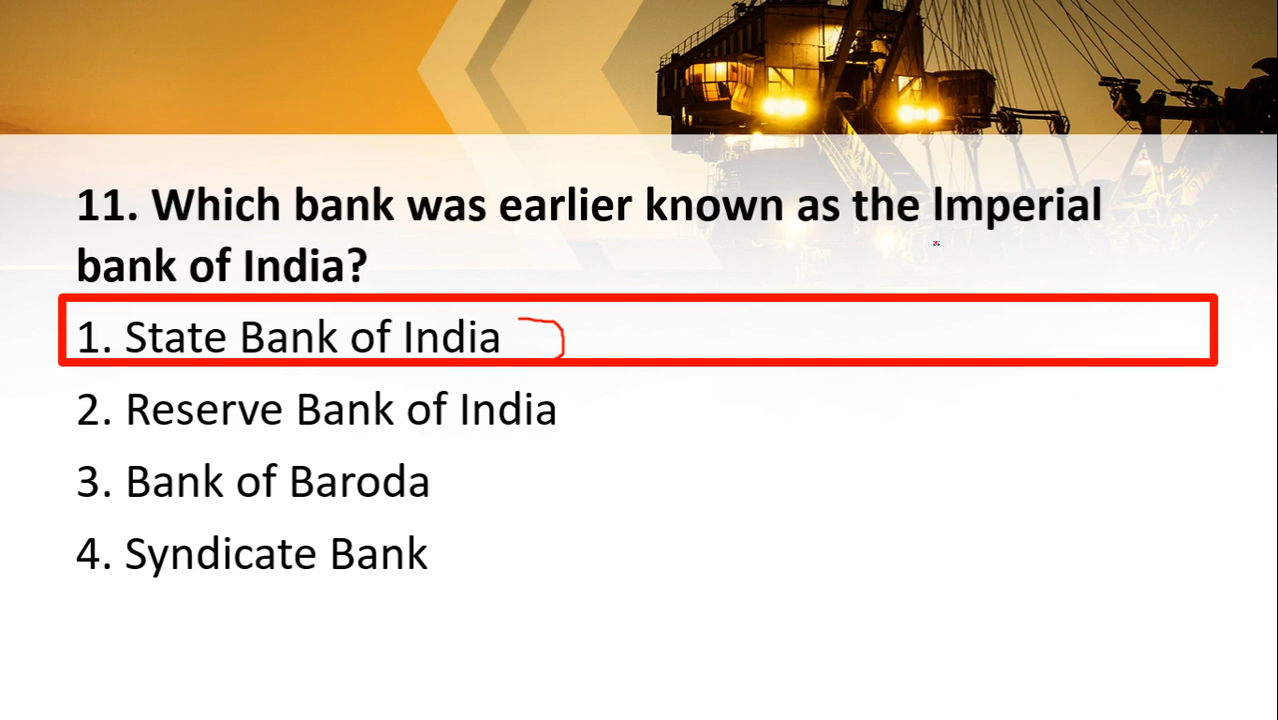 11. Which bank was earlier known as the Imperial
bank of India?
1. State Bank of India
2. Reserve Bank of India
3. Bank of Baroda
4. Syndicate Bank